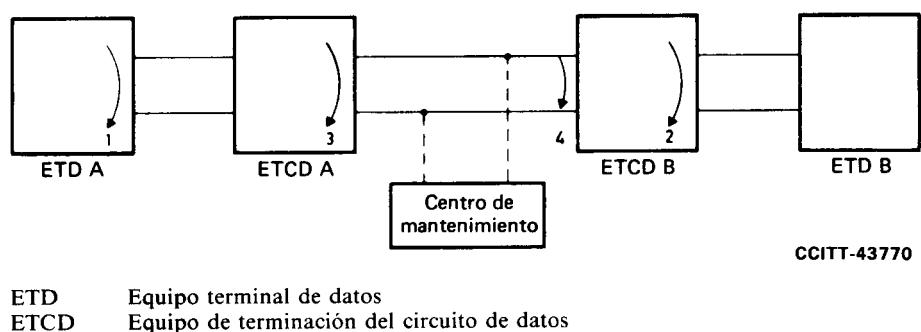 1
3
4
2
ETD A
ETCD A
ETCD B
ETD B
Centro de
mantenimiento
CCITT-43770
ETD Equipo terminal de datos
ETCD Equipo de terminación del circuito de datos